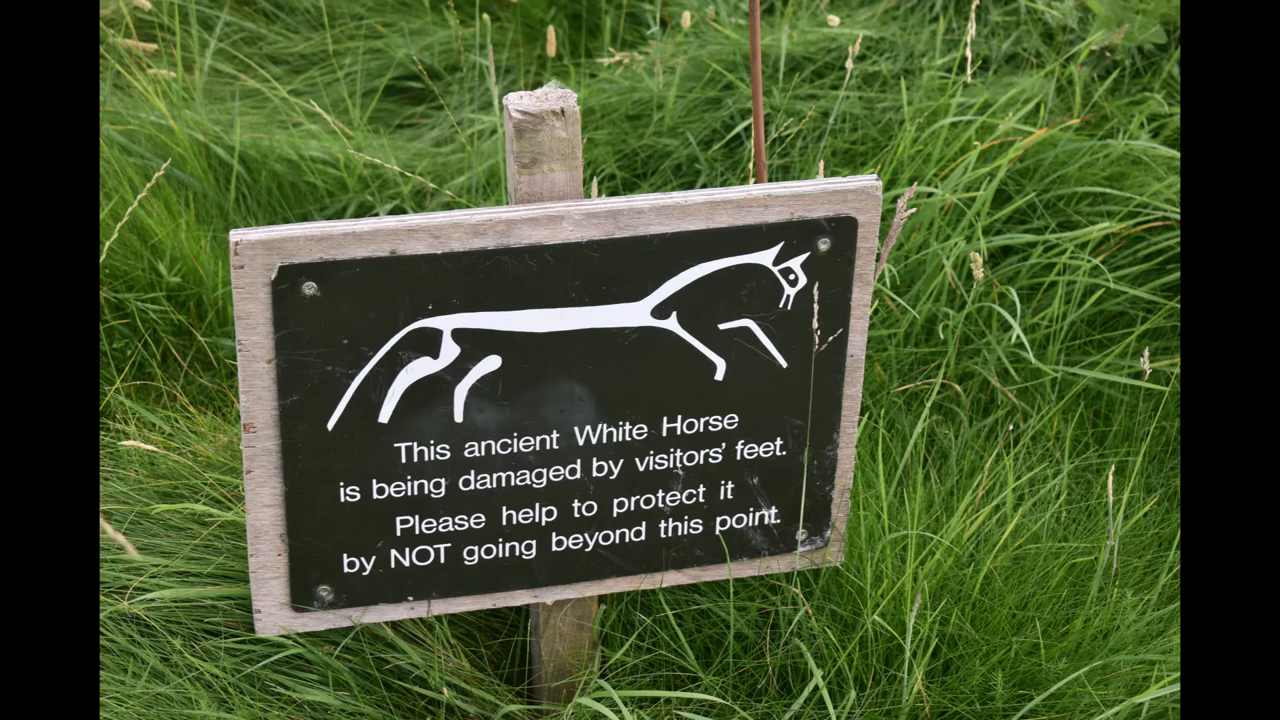 This ancient White Horse
is being damaged by visitors' feet.
Please help to protect it
by NOT going beyond this point.